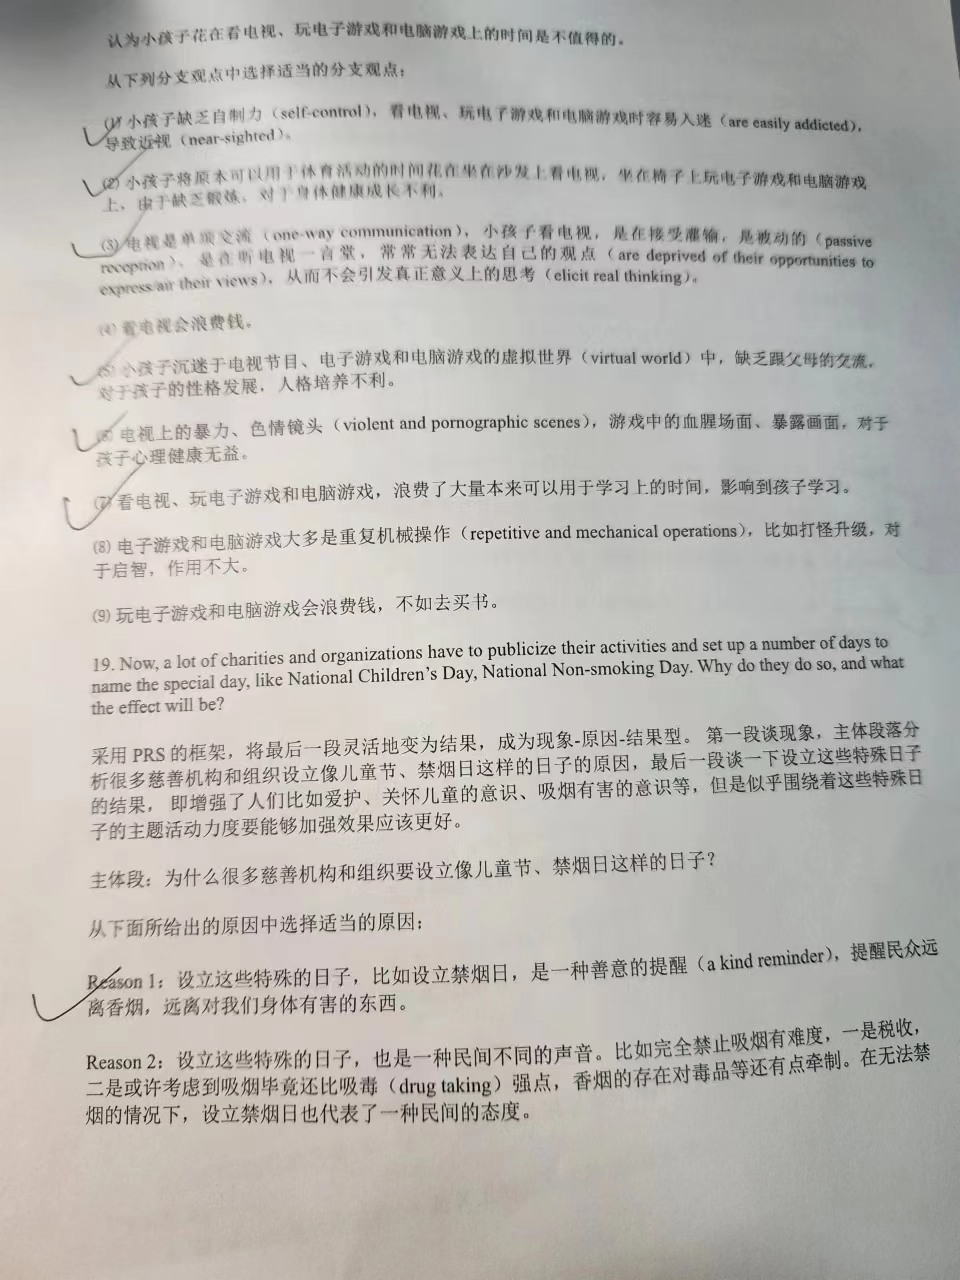 认为小孩子花在看电视、玩电子游戏和电脑游戏上的时间是不值得的。
从下列分支观点中选择适当的分支观点：
(1) 小孩子缺乏自制力（self-control），看电视、玩电子游戏和电脑游戏时容易入迷（are easily addicted），
导致近视（near-sighted）。
(2) 小孩子将原本可以用于体育活动的时间花在坐在沙发上看电视，坐在椅子上玩电子游戏和电脑游戏
上，由于缺乏锻炼，对于身体健康成长不利。
(3) 电视是单项交流（one-way communication），小孩子看电视，是在接受灌输，是被动的（passive
reception）、是在听电视一言堂，常常无法表达自己的观点（are deprived of their opportunities to
express/air their views），从而不会引发真正意义上的思考（elicit real thinking）。
(4) 看电视会浪费钱。
(5) 小孩子沉迷于电视节目、电子游戏和电脑游戏的虚拟世界（virtual world）中，缺乏跟父母的交流，
对于孩子的性格发展，人格培养不利。
(6) 电视上的暴力、色情镜头（violent and pornographic scenes），游戏中的血腥场面、暴露画面，对于
孩子心理健康无益。
(7) 看电视、玩电子游戏和电脑游戏，浪费了大量本来可以用于学习上的时间，影响到孩子学习。
(8) 电子游戏和电脑游戏大多是重复机械操作（repetitive and mechanical operations），比如打怪升级，对
于启智，作用不大。
(9) 玩电子游戏和电脑游戏会浪费钱，不如去买书。
19. Now, a lot of charities and organizations have to publicize their activities and set up a number of days to
name the special day, like National Children’s Day, National Non-smoking Day. Why do they do so, and what
the effect will be?
采用 PRS 的框架，将最后一段灵活地变为结果，成为现象-原因-结果型。 第一段谈现象，主体段落分
析很多慈善机构和组织设立像儿童节、禁烟日这样的日子的原因，最后一段谈一下设立这些特殊日子
的结果， 即增强了人们比如爱护、关怀儿童的意识、吸烟有害的意识等，但是似乎围绕着这些特殊日
子的主题活动力度要能够加强效果应该更好。
主体段：为什么很多慈善机构和组织要设立像儿童节、禁烟日这样的日子？
从下面所给出的原因中选择适当的原因：
Reason 1：设立这些特殊的日子，比如设立禁烟日，是一种善意的提醒（a kind reminder），提醒民众远
离香烟，远离对我们身体有害的东西。
Reason 2：设立这些特殊的日子，也是一种民间不同的声音。比如完全禁止吸烟有难度，一是税收，
二是或许考虑到吸烟毕竟还比吸毒（drug taking）强点，香烟的存在对毒品等还有点牵制。在无法禁
烟的情况下，设立禁烟日也代表了一种民间的态度。